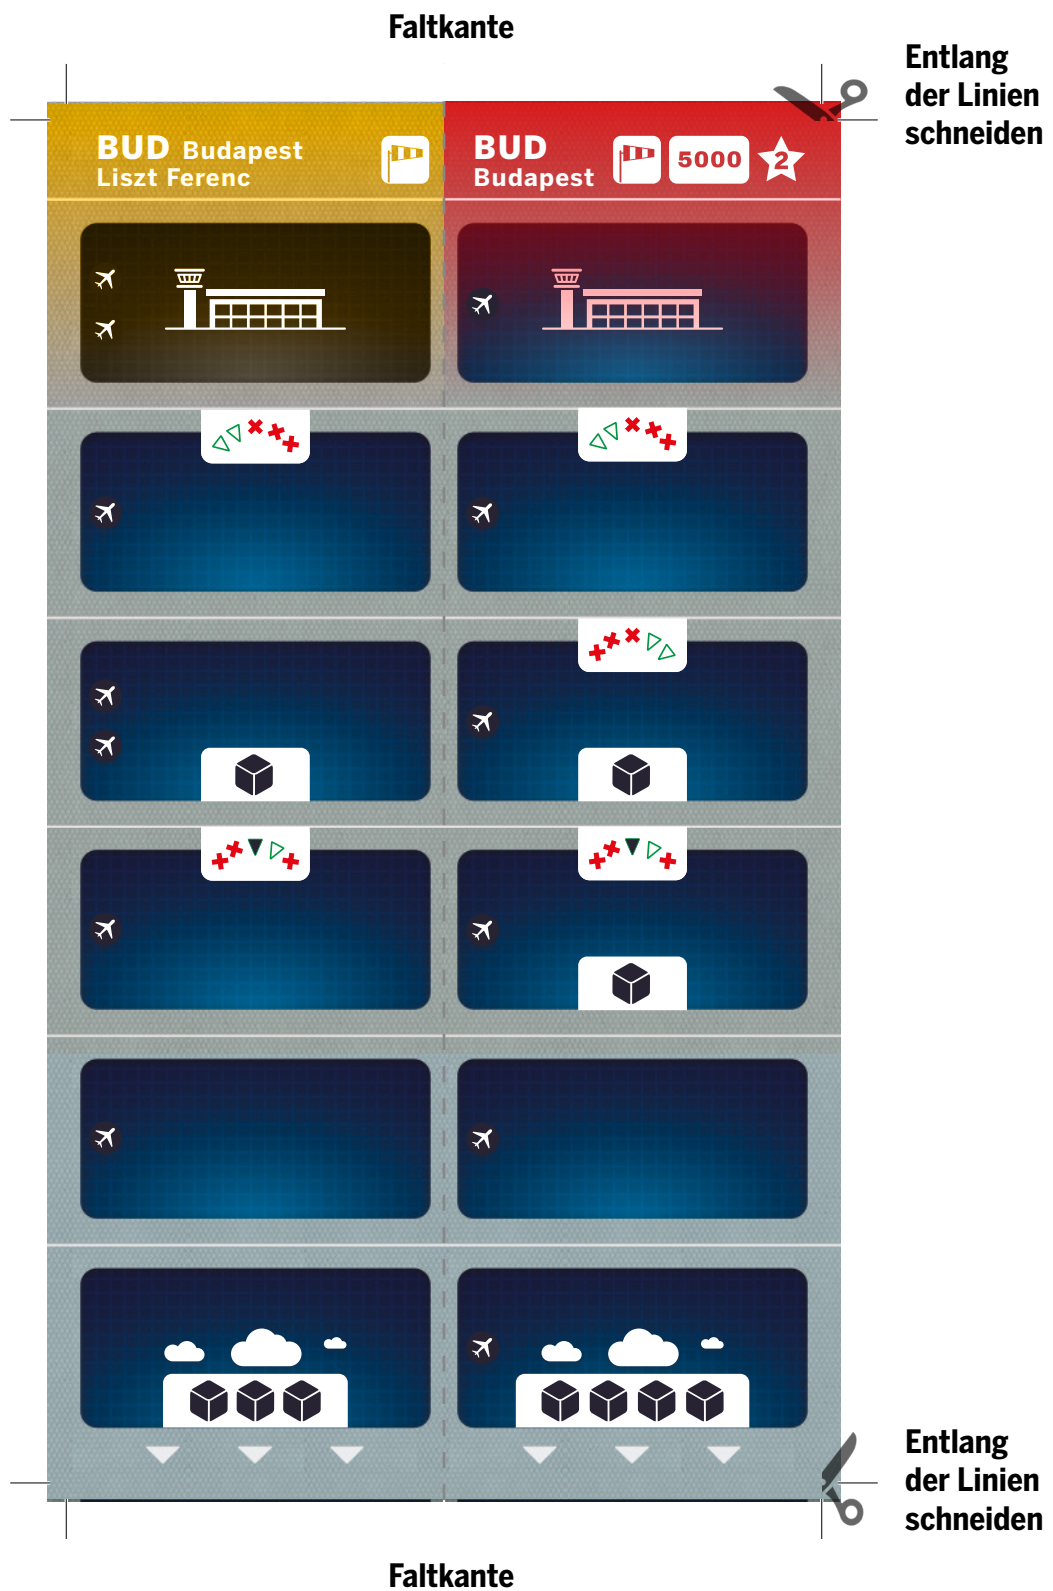 Faltkante
Entlang
der Linien
schneiden
BUD Budapest
Liszt Ferenc
BUD
Budapest
5000
2
Entlang
der Linien
schneiden
Faltkante